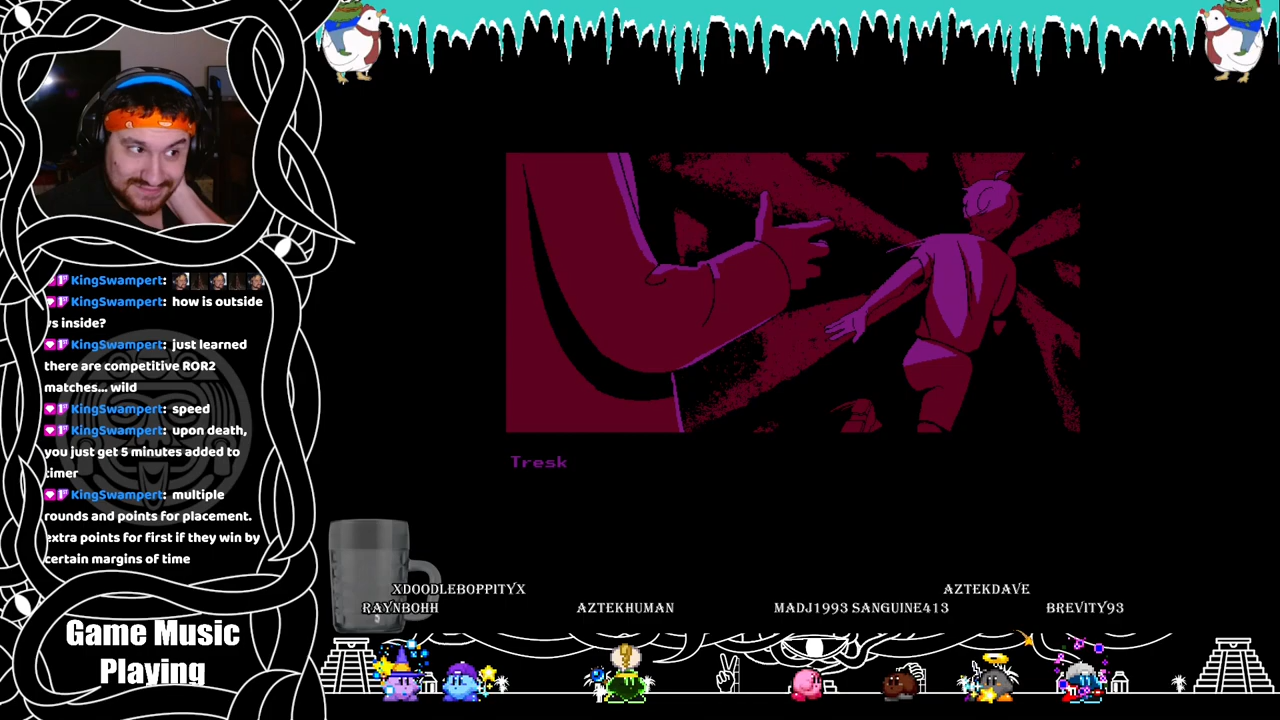 KingSwampert:
KingSwampert: how is outside
vs inside?
KingSwampert: just learned
there are competitive ROR2
matches... wild
KingSwampert: speed
KingSwampert: upon death,
you just get 5 minutes added to
timer
KingSwampert: multiple
rounds and points for placement.
extra points for first if they win by
certain margins of time
Game Music
Playing
Tresk
XDOODLEBOPPITYX
AZTEKDAVE
RAYNBOHH
AZTEKHUMAN
MADJ1993 SANGUINE413
BREVITY93